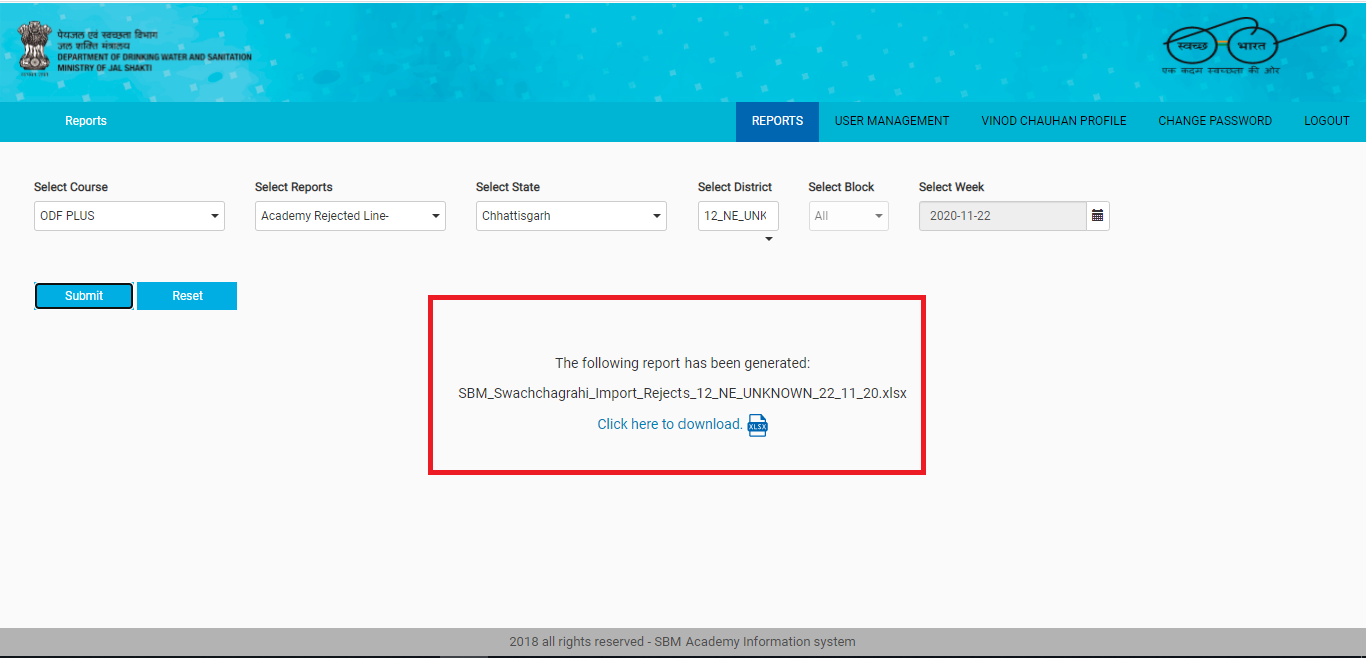 पेयजल एवं स्वच्छता विभाग
जल शक्ति मंत्रालय
DEPARTMENT OF DRINKING WATER AND SANITATION
MINISTRY OF JAL SHAKTI
स्वच्छ भारत
एक कदम स्वच्छता की ओर
Reports
REPORTS USER MANAGEMENT VINOD CHAUHAN PROFILE CHANGE PASSWORD LOGOUT
Select Course Select Reports Select State Select District Select Block Select Week
ODF PLUS Academy Rejected Line- Chhattisgarh 12_NE_UNK All 2020-11-22
Submit Reset
The following report has been generated:
SBM_Swachchagrahi_Import_Rejects_12_NE_UNKNOWN_22_11_20.xlsx
Click here to download. XLSX
2018 all rights reserved - SBM Academy Information system